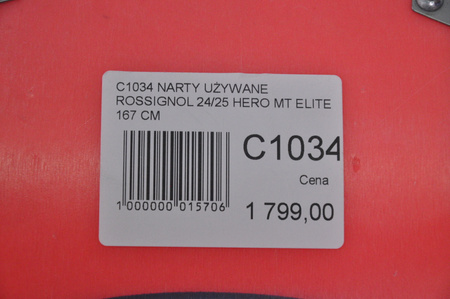 C1034 NARTY UŻYWANE
ROSSIGNOL 24/25 HERO MT ELITE
167 CM
C1034
Cena
1 000000 015706
1 799,00